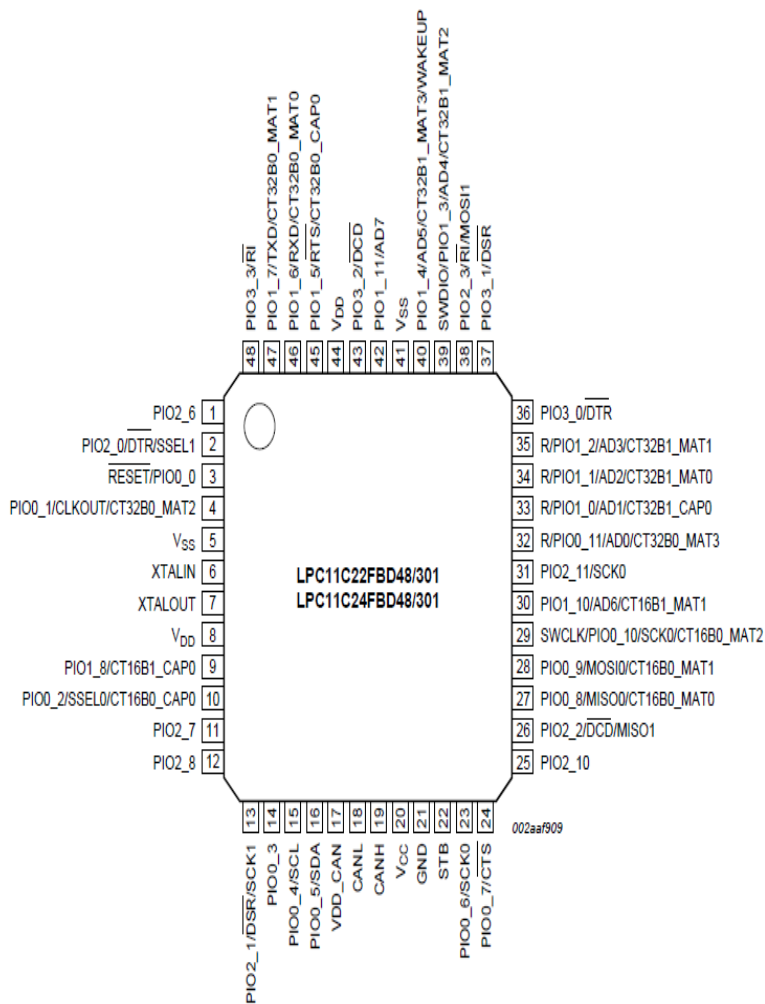 48 PIO3_3/RI
47 PIO1_7/TXD/CT32B0_MAT1
46 PIO1_6/RXD/CT32B0_MAT0
45 PIO1_5/RTS/CT32B0_CAP0
44 VDD
43 PIO3_2/DCD
42 PIO1_11/AD7
41 VSS
40 PIO1_4/AD5/CT32B1_MAT3/WAKEUP
39 SWDIO/PIO1_3/AD4/CT32B1_MAT2
38 PIO2_3/RI/MOSI1
37 PIO3_1/DSR
PIO2_6 1
PIO2_0/DTR/SSEL1 2
RESET/PIO0_0 3
PIO0_1/CLKOUT/CT32B0_MAT2 4
VSS 5
XTALIN 6
XTALOUT 7
VDD 8
PIO1_8/CT16B1_CAP0 9
PIO0_2/SSEL0/CT16B0_CAP0 10
PIO2_7 11
PIO2_8 12
LPC11C22FBD48/301
LPC11C24FBD48/301
36 PIO3_0/DTR
35 R/PIO1_2/AD3/CT32B1_MAT1
34 R/PIO1_1/AD2/CT32B1_MAT0
33 R/PIO1_0/AD1/CT32B1_CAP0
32 R/PIO0_11/AD0/CT32B0_MAT3
31 PIO2_11/SCK0
30 PIO1_10/AD6/CT16B1_MAT1
29 SWCLK/PIO0_10/SCK0/CT16B0_MAT2
28 PIO0_9/MOSI0/CT16B0_MAT1
27 PIO0_8/MISO0/CT16B0_MAT0
26 PIO2_2/DCD/MISO1
25 PIO2_10
PIO2_1/DSR/SCK1 13
PIO0_3 14
PIO0_4/SCL 15
PIO0_5/SDA 16
VDD_CAN 17
CANL 18
CANH 19
VCC 20
GND 21
STB 22
PIO0_6/SCK0 23
PIO0_7/CTS 24
002aaf909